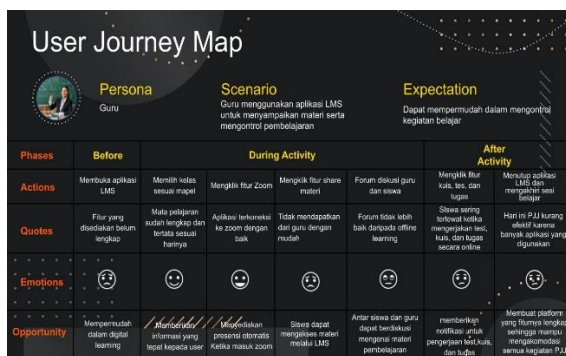 User Journey Map
Persona
Guru
Scenario
Guru menggunakan aplikasi LMS
untuk menyampaikan materi serta
mengontrol pembelajaran
Expectation
Dapat mempermudah dalam mengontrol
kegiatan belajar
Phases
Before
During Activity
After
Activity
Actions
Membuka aplikasi
LMS
Memilih kelas
sesuai mapel
Mengklik fitur Zoom
Mengklik fitur share
materi
Forum diskusi guru
dan siswa
Mengklik fitur
kuis, tes, dan
tugas
Menutup aplikasi
LMS dan
mengakhiri sesi
belajar
Quotes
Fitur yang
disediakan belum
lengkap
Mata pelajaran
sudah lengkap dan
tertata sesuai
harinya
Aplikasi terkoneksi
ke zoom dengan
baik
Tidak mendapatkan
dari guru dengan
mudah
Forum tidak lebih
baik daripada offline
learning
Siswa sering
terlewat ketika
mengerjakan test,
kuis, dan tugas
secara online
Hari ini PJJ kurang
efektif karena
banyak aplikasi yang
digunakan
Emotions
Opportunity
Mempermudah
dalam digital
learning
Memberikan
informasi yang
tepat kepada user
Menyediakan
presensi otomatis
Ketika masuk zoom
Siswa dapat
mengakses materi
melalui LMS
Antar siswa dan guru
dapat berdiskusi
mengenai materi
pembelajaran
memberikan
notifikasi untuk
pengerjaan test,kuis,
dan tugas
Membuat platform
yang fiturnya lengkap
sehingga mampu
mengakomodasi
semua kegiatan PJJ